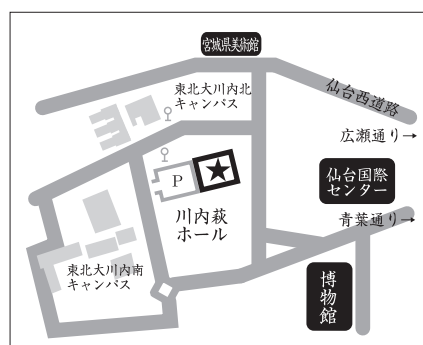 宮城県美術館
東北大川内北
キャンパス
仙台西道路
広瀬通り→
P
仙台国際
センター
川内萩
ホール
青葉通り→
東北大川内南
キャンパス
博物館